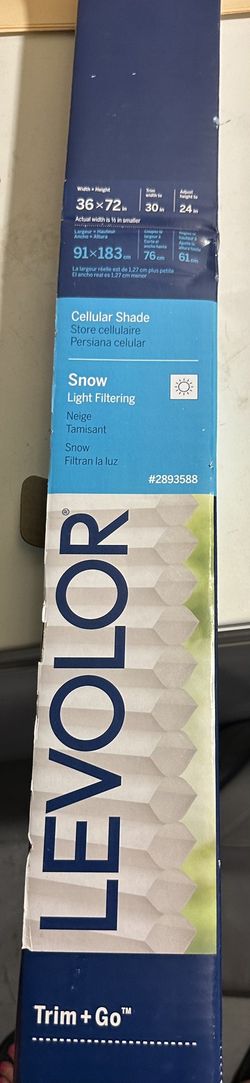 Width × Height
36×72 in
Trim width to
30 in
Adjust height to
24 in
Actual width is ½ in smaller
Largeur × Hauteur
Ancho × Altura
91×183 cm
76 cm
61 cm
La largeur réelle est de 1,27 cm plus petite
El ancho real es 1,27 cm menor
Cellular Shade
Store cellulaire
Persiana celular
Snow
Light Filtering
Neige
Tamisant
Snow
Filtran la luz
#2893588
LEVOLOR®
Trim+Go™